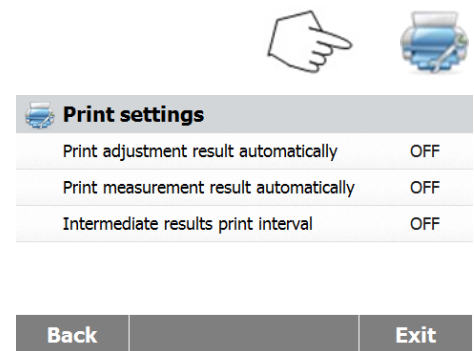 Print settings
Print adjustment result automatically OFF
Print measurement result automatically OFF
Intermediate results print interval OFF
Back Exit